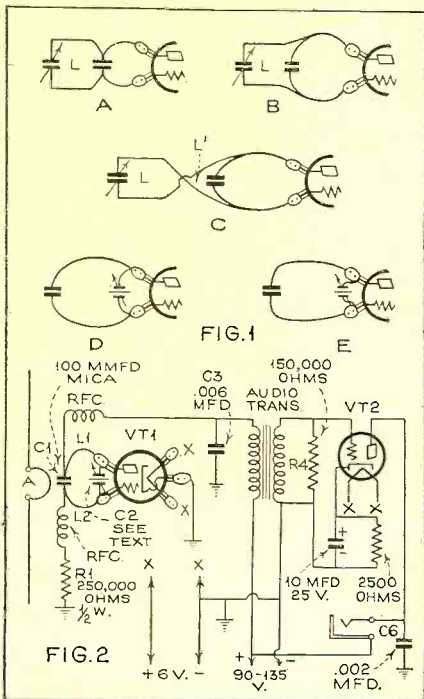 L
A
L
B
L'
L
C
D
E
FIG.1
100 MMFD
MICA
RFC.
C1
L1
VT1
A
L2
C2
SEE
TEXT
RFC.
R1
250,000
OHMS
1/2 W.
X
X
X
X
X
+6V.-
C3
.006
MFD
AUDIO
TRANS.
150,000
OHMS
R4
VT2
X
X
+
-
10 MFD
25 V.
2500
OHMS
+
-
90-135
V.
C6
.002
MFD.
FIG.2